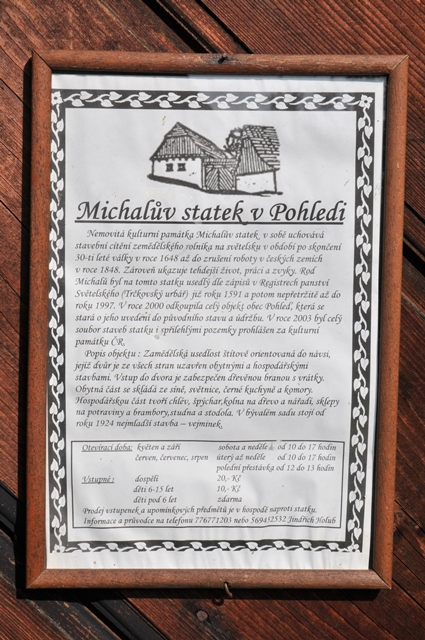 Michalův statek v Pohledi
Nemovitá kulturní památka Michalův statek v sobě uchovává
stavební cítění zemědělského rolníka na světelsku v období po skončení
30-ti leté války v roce 1648 až do zrušení roboty v českých zemích
v roce 1848. Zároveň ukazuje tehdejší život, práci a zvyky. Rod
Michalů byl na tomto statku usedlý dle zápisů v Registrech panství
Světelského (Trčkovský urbář) již roku 1591 a potom nepřetržitě až do
roku 1997. V roce 2000 odkoupila celý objekt obec Pohleď, která se
stará o jeho uvedení do původního stavu a údržbu. V roce 2003 byl celý
soubor staveb statku i s přilehlými pozemky prohlášen za kulturní
památku ČR.
Popis objektu : Zemědělská usedlost štítově orientovaná do návsi,
jejíž dvůr je ze všech stran uzavřen obytnými a hospodářskými
stavbami. Vstup do dvora je zabezpečen dřevěnou branou s vrátky.
Obytná část se skládá ze síně, světnice, černé kuchyně a komory.
Hospodářskou část tvoří chlév, špýchar,kolna na dřevo a nářadí, sklepy
na potraviny a brambory,studna a stodola. V bývalém sadu stojí od
roku 1924 nejmladší stavba – vejminek.
Otevírací doba: květen a září sobota a neděle od 10 do 17 hodin
červen, červenec, srpen úterý až neděle od 10 do 17 hodin
polední přestávka od 12 do 13 hodin
Vstupné : dospělí 20,- Kč
děti 6-15 let 10,- Kč
děti pod 6 let zdarma
Prodej vstupenek a upomínkových předmětů je v hospodě naproti statku.
Informace a průvodce na telefonu 776771203 nebo 569452532 Jindřich Holub